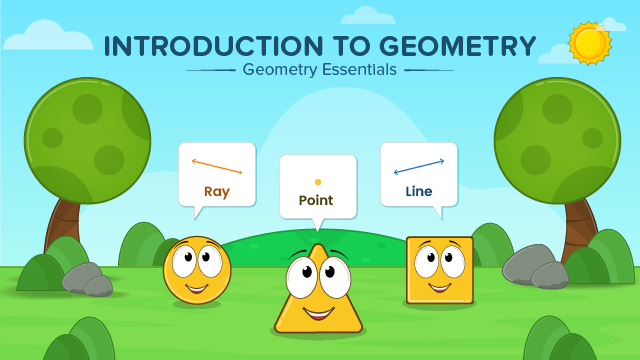 INTRODUCTION TO GEOMETRY
Geometry Essentials
Ray
Point
Line